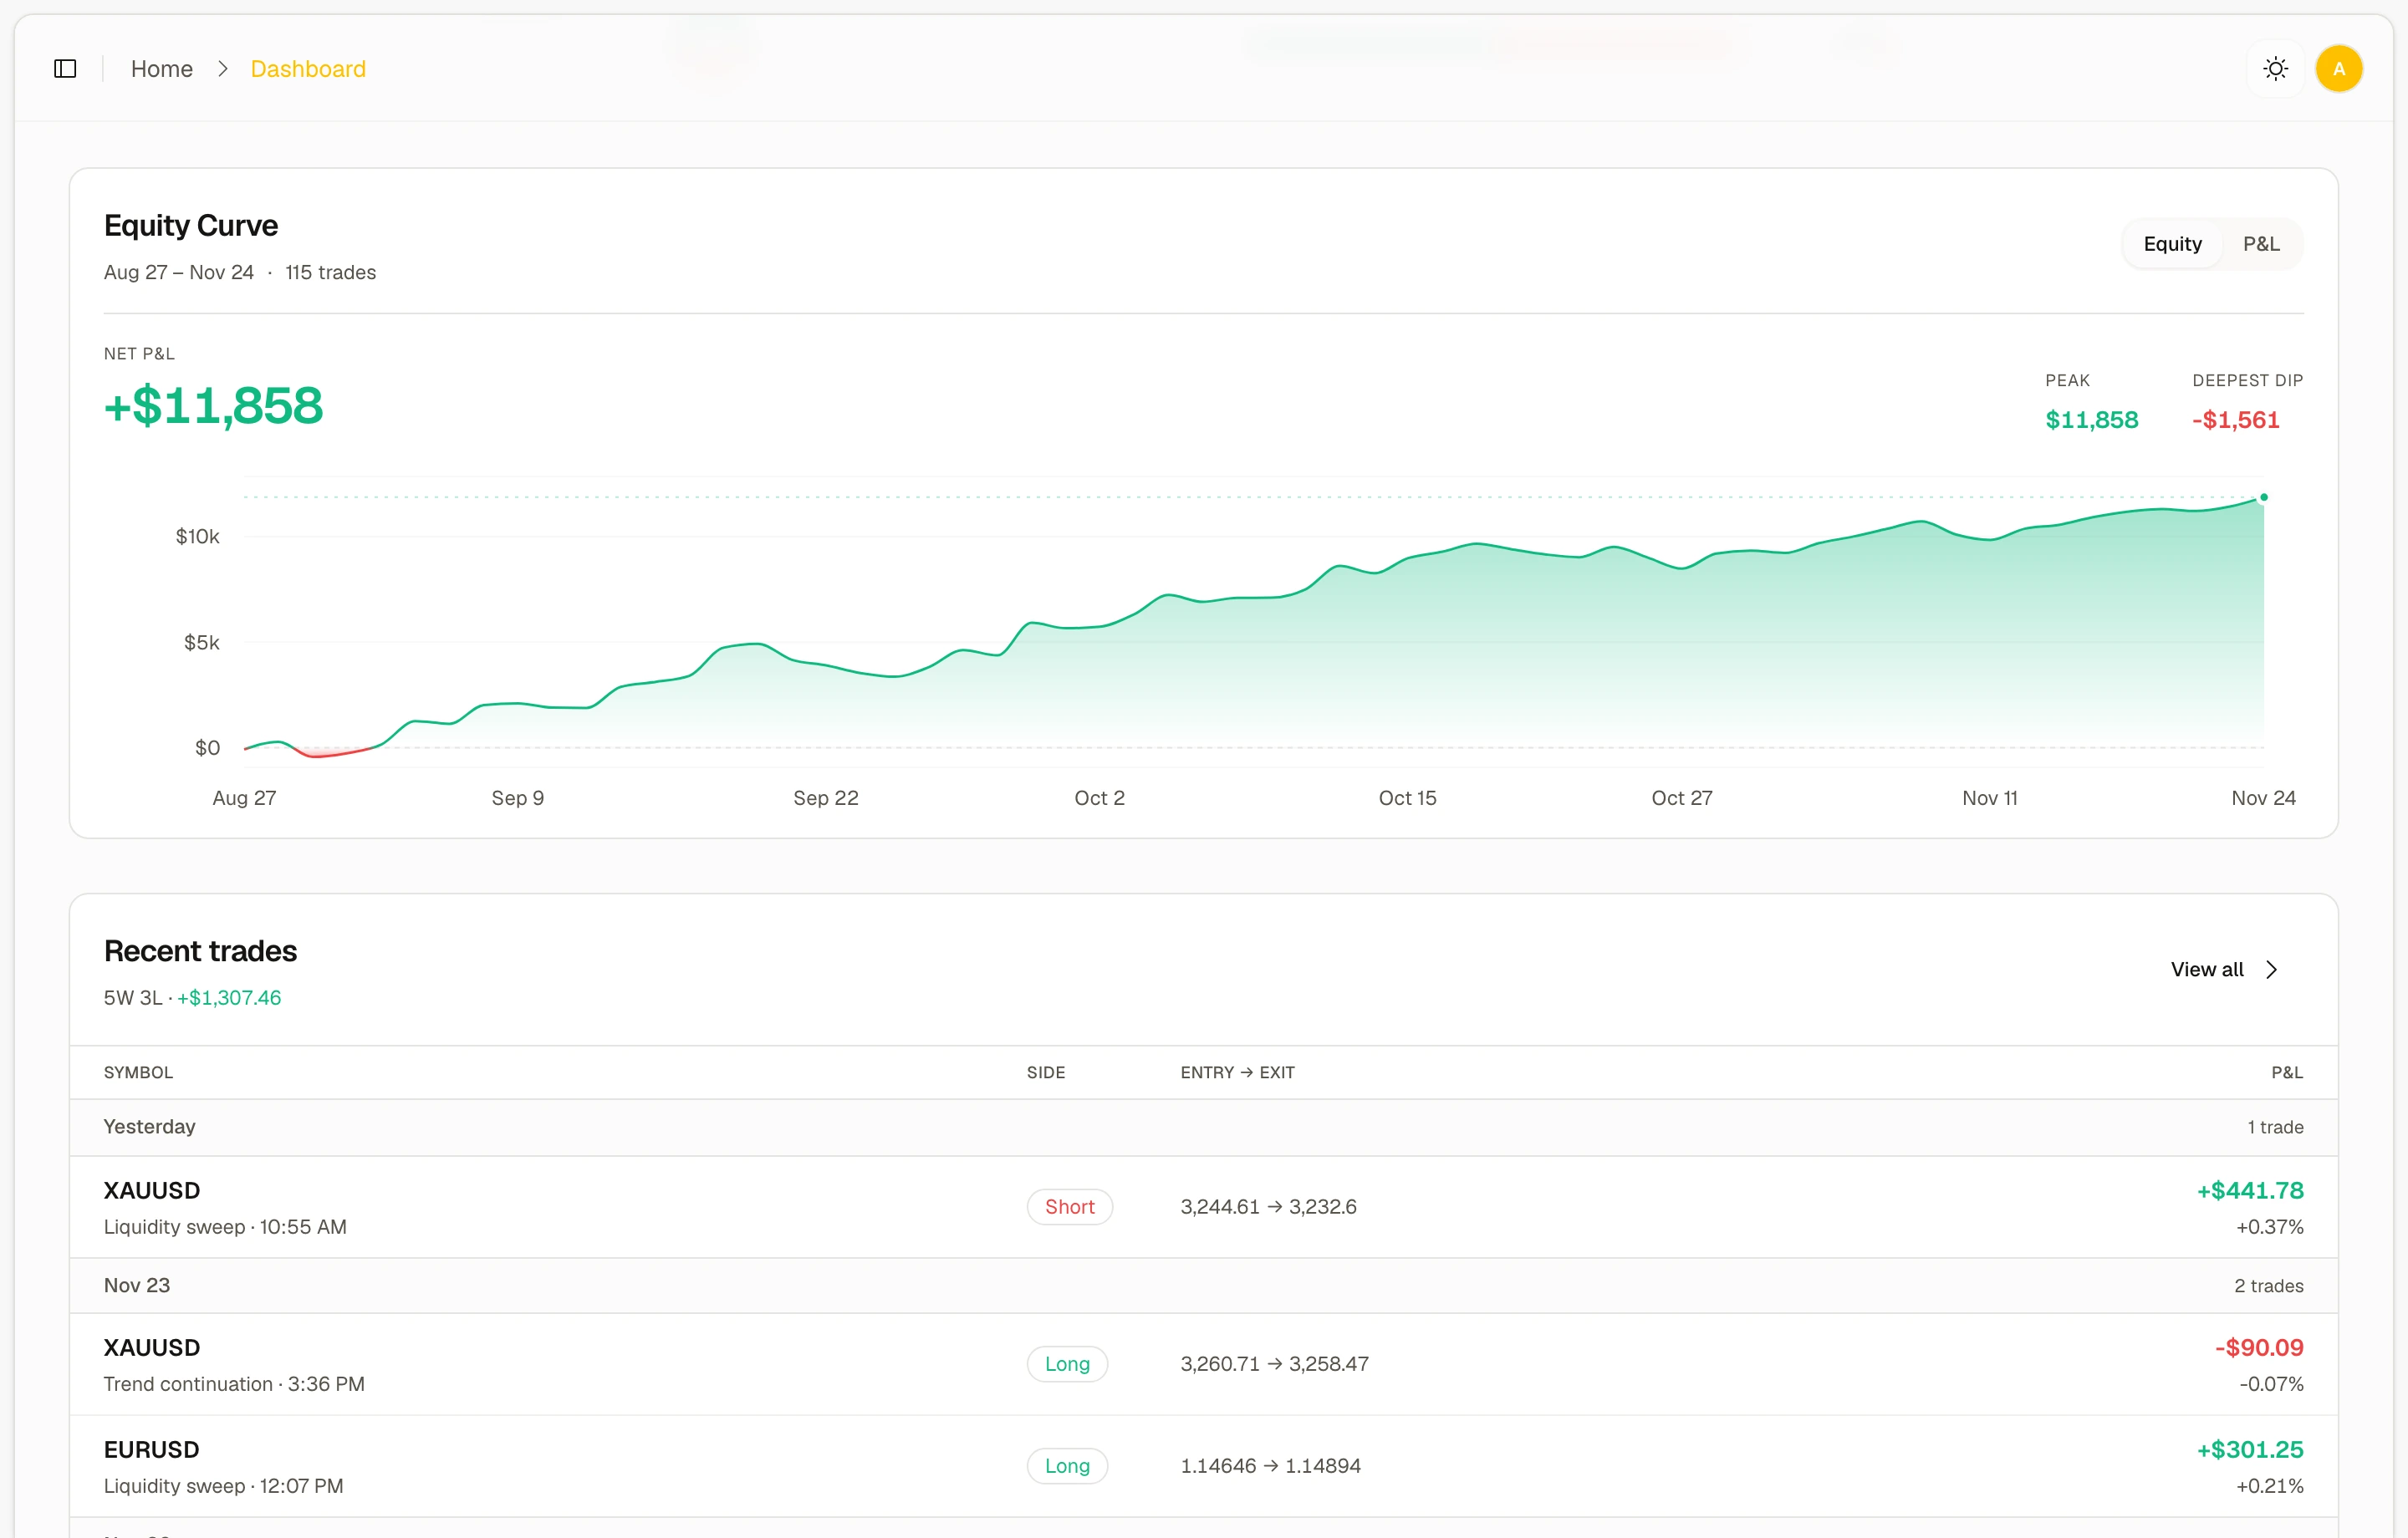 Home > Dashboard
A
Equity Curve
Aug 27 – Nov 24 · 115 trades
Equity P&L
NET P&L
+$11,858
PEAK DEEPEST DIP
$11,858 -$1,561
$10k
$5k
$0
Aug 27 Sep 9 Sep 22 Oct 2 Oct 15 Oct 27 Nov 11 Nov 24
Recent trades
5W 3L · +$1,307.46
View all
SYMBOL SIDE ENTRY → EXIT P&L
Yesterday 1 trade
XAUUSD
Liquidity sweep · 10:55 AM
Short
3,244.61 → 3,232.6
+$441.78
+0.37%
Nov 23 2 trades
XAUUSD
Trend continuation · 3:36 PM
Long
3,260.71 → 3,258.47
-$90.09
-0.07%
EURUSD
Liquidity sweep · 12:07 PM
Long
1.14646 → 1.14894
+$301.25
+0.21%